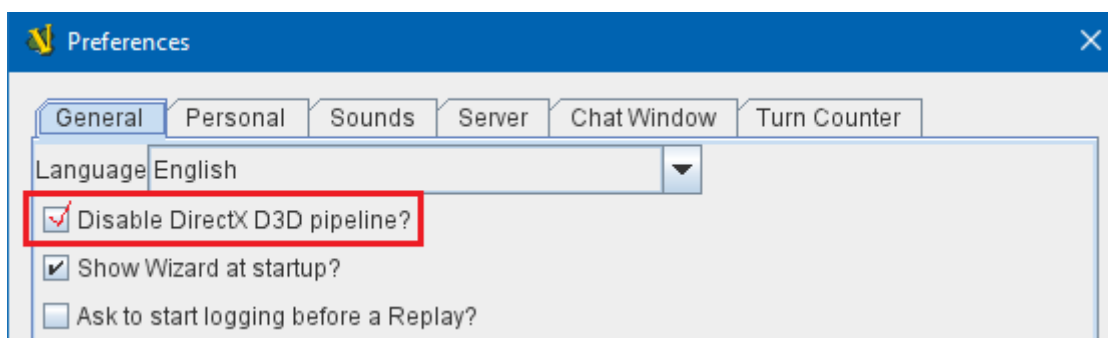 Preferences
General Personal Sounds Server Chat Window Turn Counter
Language English
Disable DirectX D3D pipeline?
Show Wizard at startup?
Ask to start logging before a Replay?